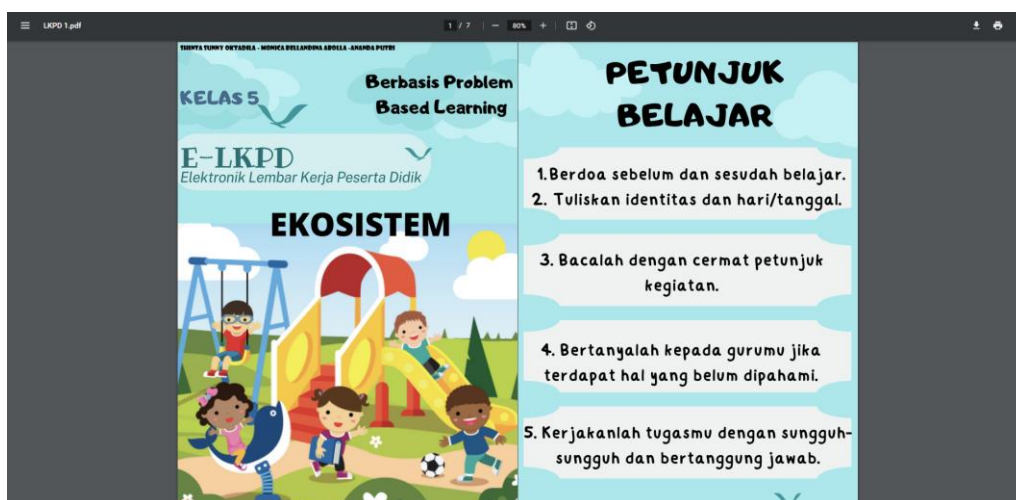 LKPD 1.pdf
1 / 7
80%
SHINTA SUNNY OKTADILA - MONICA BELLANDINA ABOLLA -ANANDA PUTRI
KELAS 5
Berbasis Problem
Based Learning
E-LKPD
Elektronik Lembar Kerja Peserta Didik
EKOSISTEM
PETUNJUK
BELAJAR
1.Berdoa sebelum dan sesudah belajar.
2. Tuliskan identitas dan hari/tanggal.
3. Bacalah dengan cermat petunjuk
kegiatan.
4. Bertanyalah kepada gurumu jika
terdapat hal yang belum dipahami.
5. Kerjakanlah tugasmu dengan sungguh-
sungguh dan bertanggung jawab.